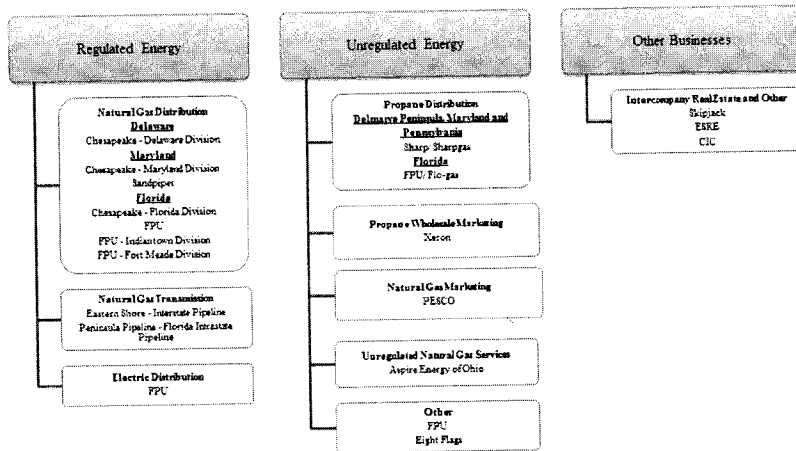 Regulated Energy
Natural Gas Distribution
Delaware
Chesapeake - Delaware Division
Maryland
Chesapeake - Maryland Division
Sandpiper
Florida
Chesapeake - Florida Division
FPU
FPU - Indiantown Division
FPU - Fort Meade Division
Natural Gas Transmission
Eastern Shore - Interstate Pipeline
Peninsula Pipeline - Florida Intrastate
Pipeline
Electric Distribution
FPU
Unregulated Energy
Propane Distribution
Delmarva Peninsula, Maryland and
Pennsylvania
Sharp/ Sharpgas
Florida
FPU/ Flo-gas
Propane Wholesale Marketing
Xeron
Natural Gas Marketing
PESCO
Unregulated Natural Gas Services
Aspire Energy of Ohio
Other
FPU
Eight Flags
Other Businesses
Intercompany Real Estate and Other
Skipjack
ESRE
CIC